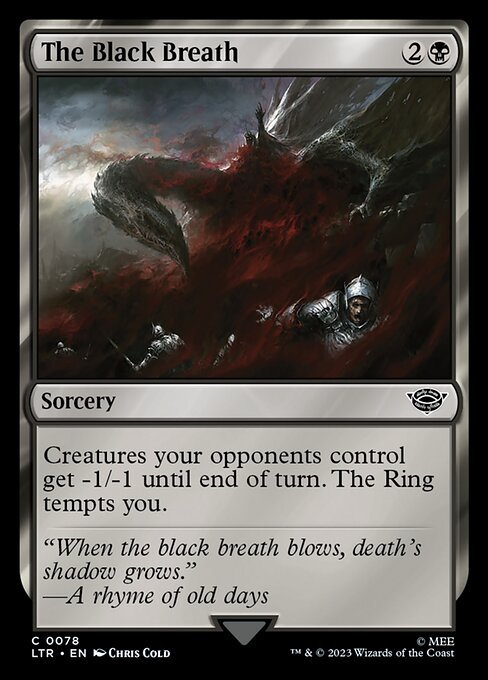 The Black Breath 2
Sorcery
Creatures your opponents control
get -1/-1 until end of turn. The Ring
tempts you.
“When the black breath blows, death’s
shadow grows.”
—A rhyme of old days
C 0078 © MEE
LTR • EN Chris Cold ™ & © 2023 Wizards of the Coast